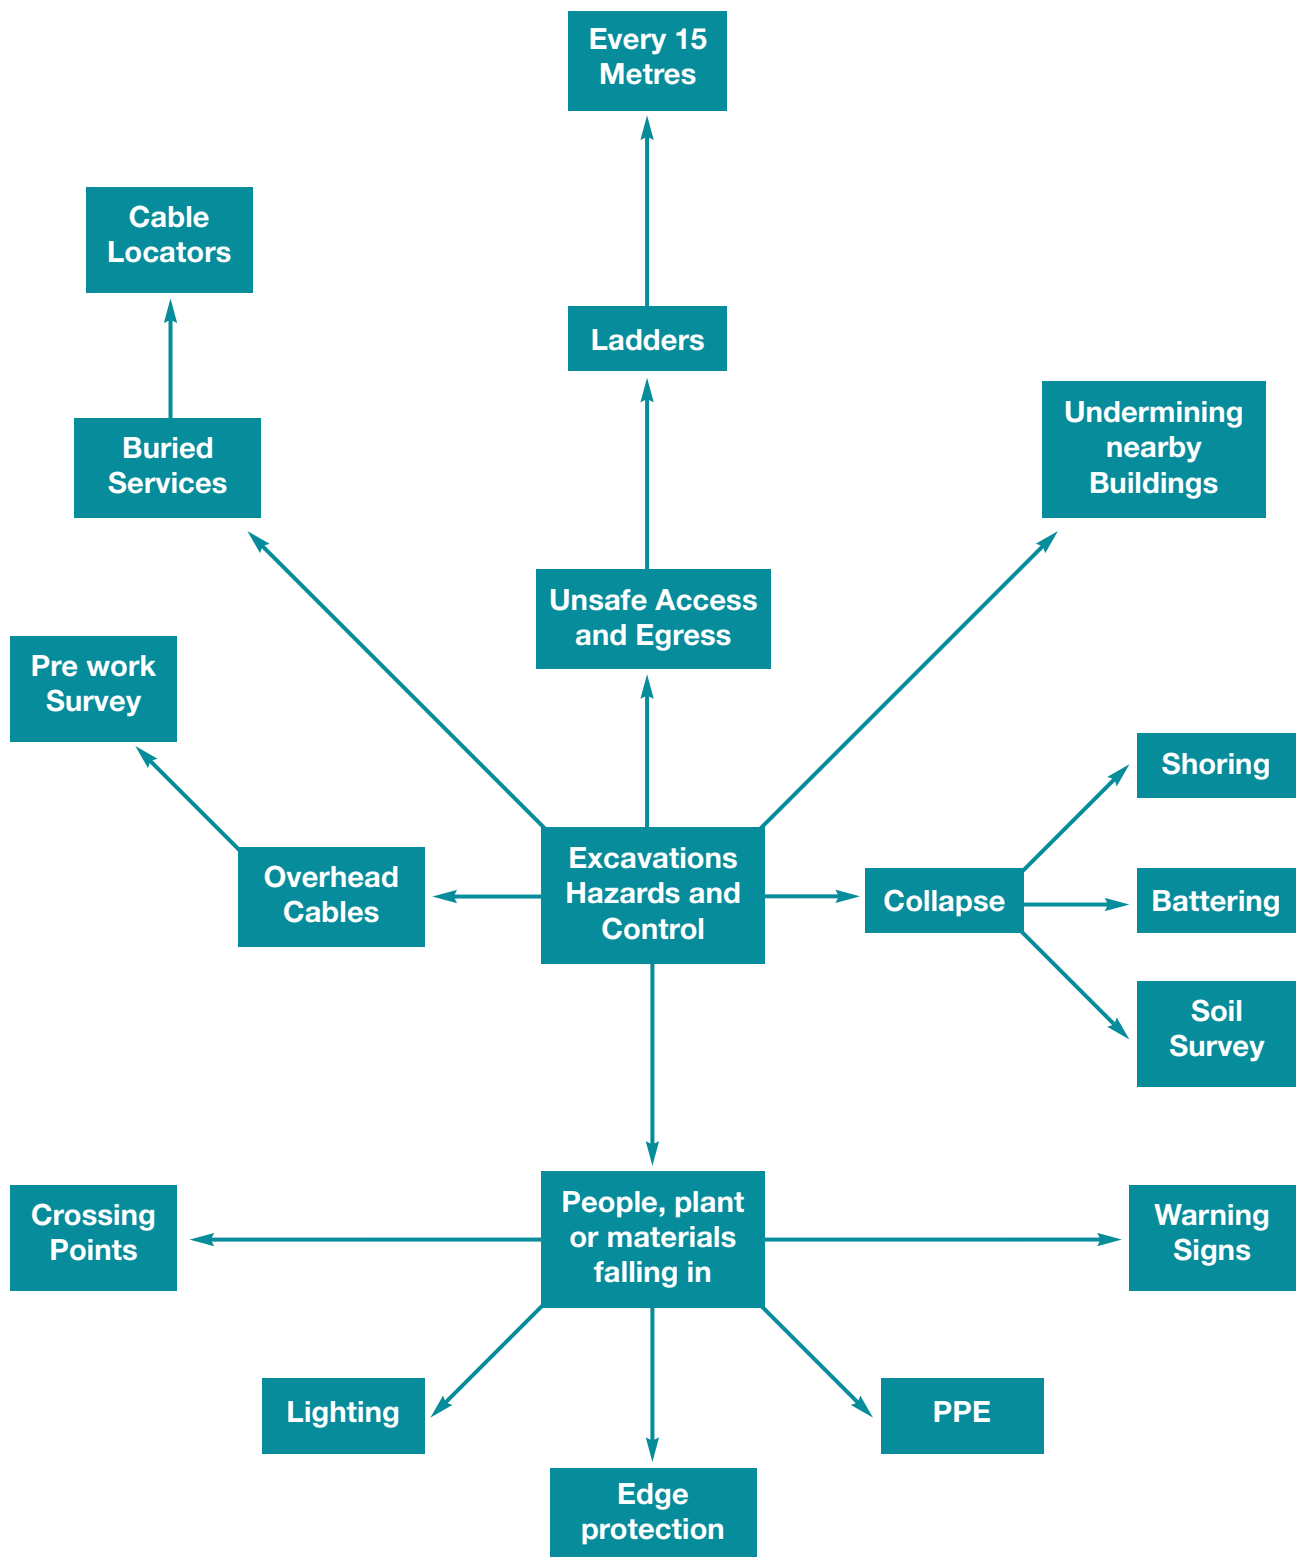 Every 15
Metres
Cable
Locators
Ladders
Undermining
nearby
Buildings
Buried
Services
Unsafe Access
and Egress
Pre work
Survey
Shoring
Overhead
Cables
Excavations
Hazards and
Control
Collapse
Battering
Soil
Survey
Crossing
Points
People, plant
or materials
falling in
Warning
Signs
Lighting
PPE
Edge
protection